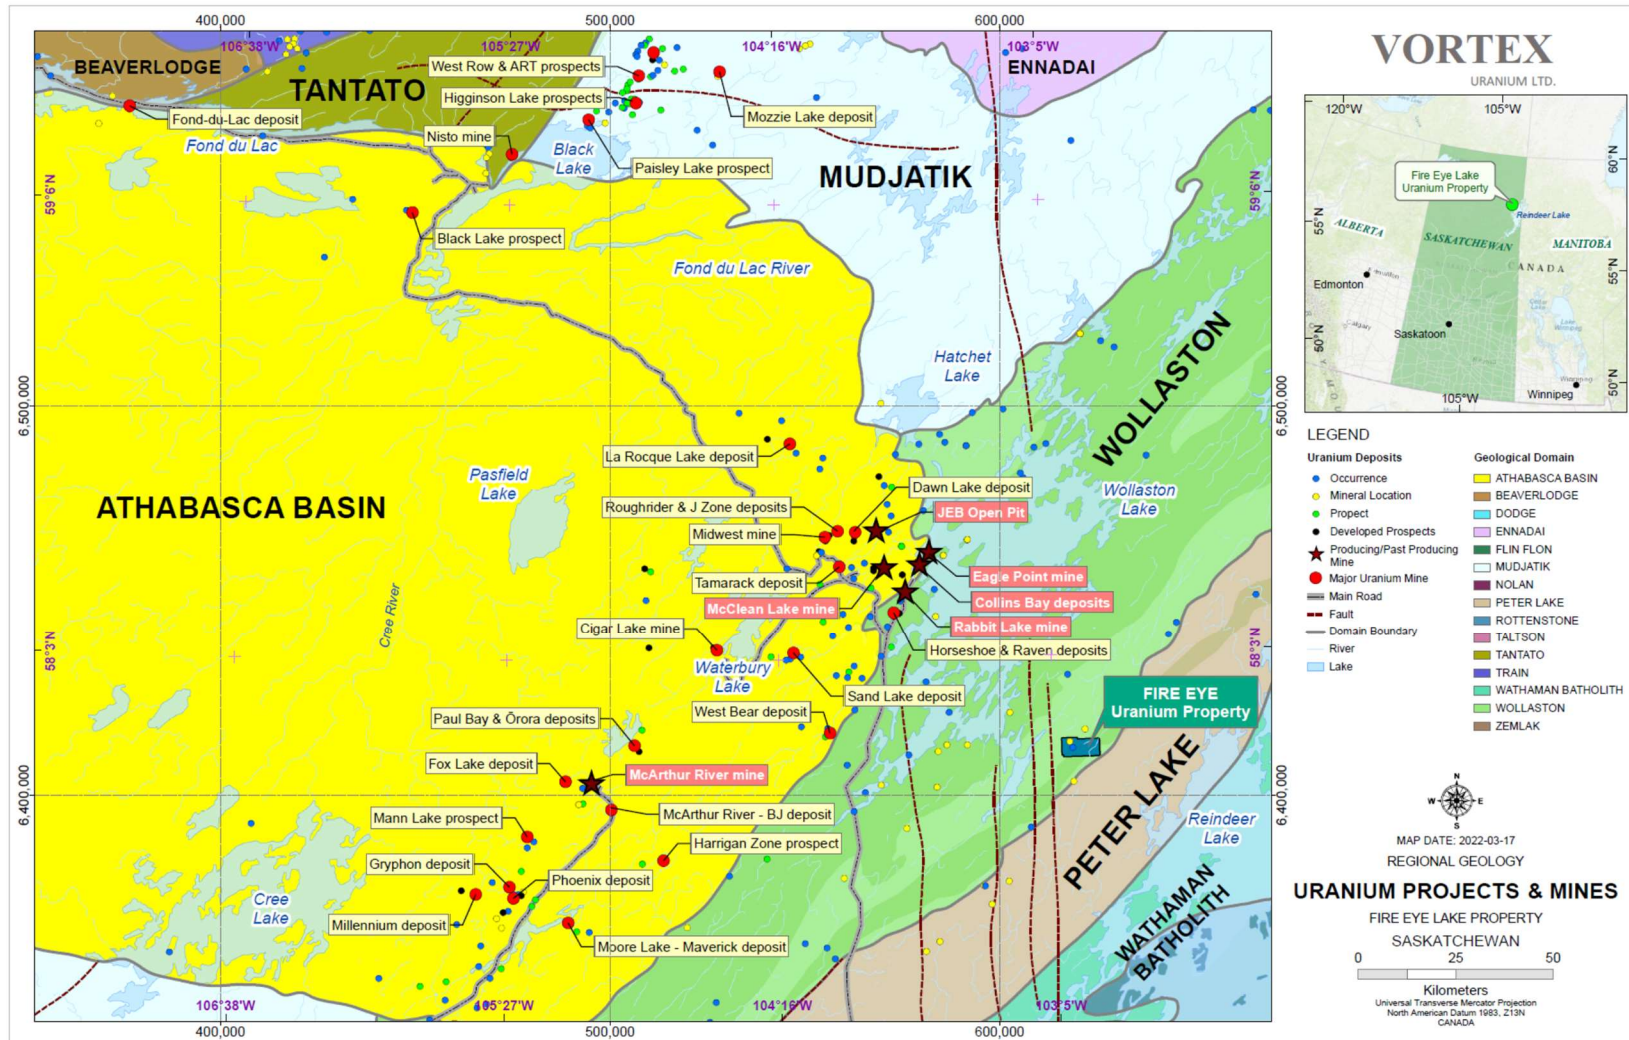 400,000
500,000
600,000
106°38'W
105°27'W
104°16'W
103°5'W
BEAVERLODGE
TANTATO
ENNADAI
West Row & ART prospects
Higginson Lake prospects
Mozzie Lake deposit
Fond-du-Lac deposit
Fond du Lac
Nisto mine
Black
Lake
Paisley Lake prospect
MUDJATIK
59°6'N
59°6'N
Black Lake prospect
Fond du Lac River
Hatchet
Lake
WOLLASTON
6,500,000
6,500,000
La Rocque Lake deposit
Pasfield
Lake
ATHABASCA BASIN
Dawn Lake deposit
Wollaston
Lake
Roughrider & J Zone deposits
JEB Open Pit
Midwest mine
Tamarack deposit
Eagle Point mine
McClean Lake mine
Collins Bay deposits
Cree River
Cigar Lake mine
Rabbit Lake mine
Horseshoe & Raven deposits
58°3'N
58°3'N
Waterbury
Lake
Sand Lake deposit
FIRE EYE
Uranium Property
Paul Bay & Ōrora deposits
West Bear deposit
Fox Lake deposit
McArthur River mine
6,400,000
6,400,000
McArthur River - BJ deposit
Mann Lake prospect
Harrigan Zone prospect
PETER LAKE
Reindeer
Lake
Gryphon deposit
Phoenix deposit
Cree
Lake
Millennium deposit
Moore Lake - Maverick deposit
WATHAMAN
BATHOLITH
106°38'W
105°27'W
104°16'W
103°5'W
400,000
500,000
600,000
VORTEX
URANIUM LTD.
120°W
105°W
60°N
Fire Eye Lake
Uranium Property
Reindeer Lake
55°N
ALBERTA
SASKATCHEWAN
MANITOBA
CANADA
55°N
Edmonton
Calgary
Saskatoon
50°N
Winnipeg
Winnipeg
50°N
105°W
LEGEND
Uranium Deposits
Occurrence
Mineral Location
Propect
Developed Prospects
Producing/Past Producing
Mine
Major Uranium Mine
Main Road
Fault
Domain Boundary
River
Lake
Geological Domain
ATHABASCA BASIN
BEAVERLODGE
DODGE
ENNADAI
FLIN FLON
MUDJATIK
NOLAN
PETER LAKE
ROTTENSTONE
TALTSON
TANTATO
TRAIN
WATHAMAN BATHOLITH
WOLLASTON
ZEMLAK
N
W
E
S
MAP DATE: 2022-03-17
REGIONAL GEOLOGY
URANIUM PROJECTS & MINES
FIRE EYE LAKE PROPERTY
SASKATCHEWAN
0 25 50
Kilometers
Universal Transverse Mercator Projection
North American Datum 1983, Z13N
CANADA